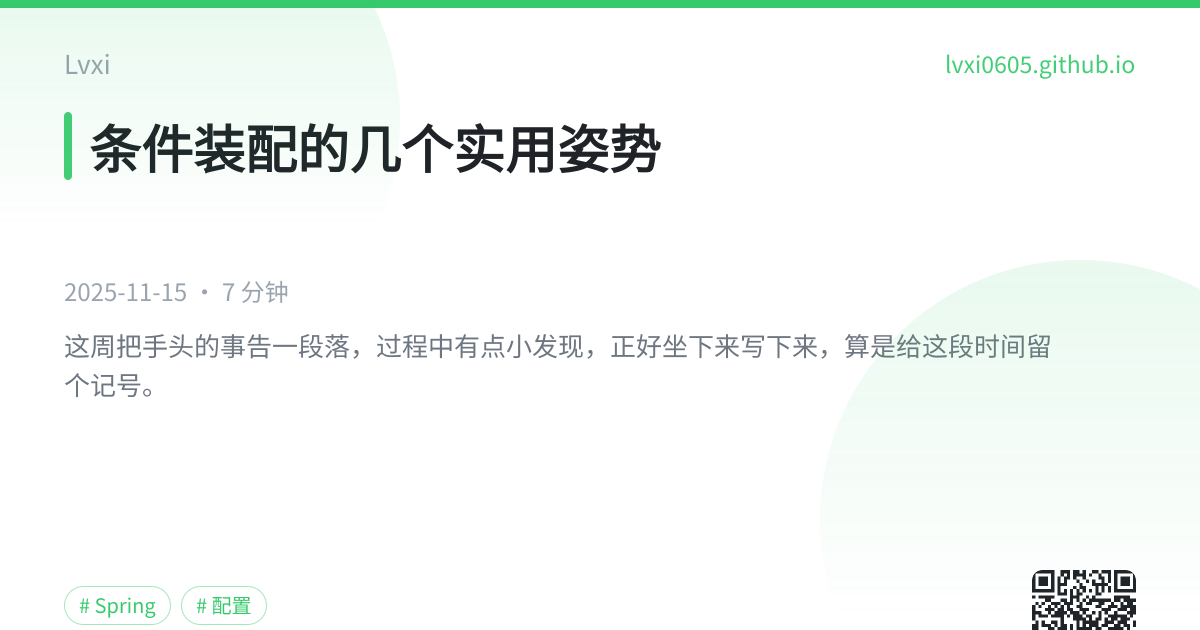 Lvxi
lvxi0605.github.io
条件装配的几个实用姿势
2025-11-15 · 7 分钟
这周把手头的事告一段落，过程中有点小发现，正好坐下来写下来，算是给这段时间留
个记号。
# Spring
# 配置